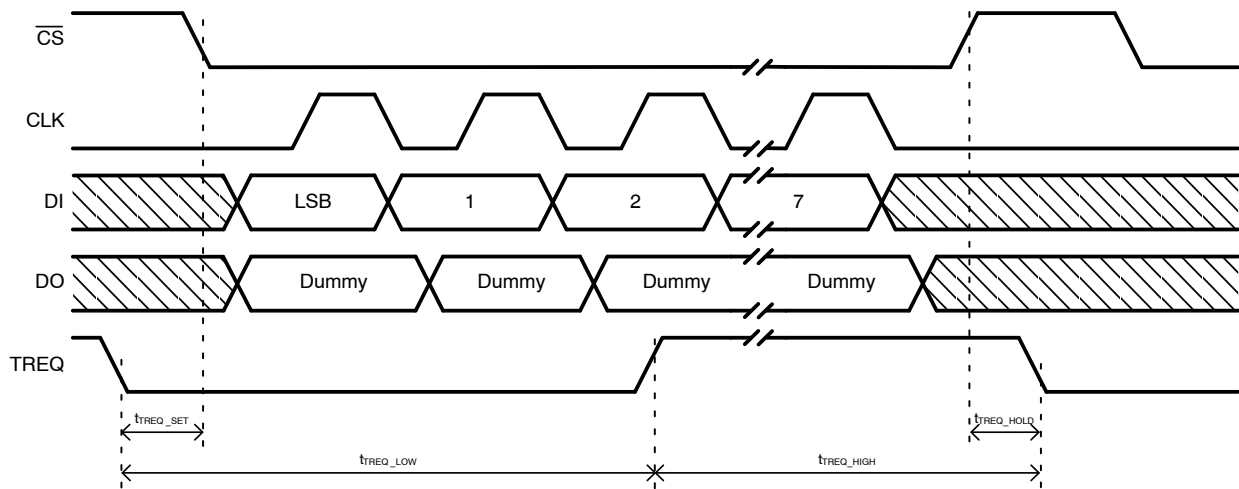 CS
CLK
DI LSB 1 2 7
DO Dummy Dummy Dummy Dummy
TREQ
tTREQ_SET tTREQ_HOLD
tTREQ_LOW tTREQ_HIGH